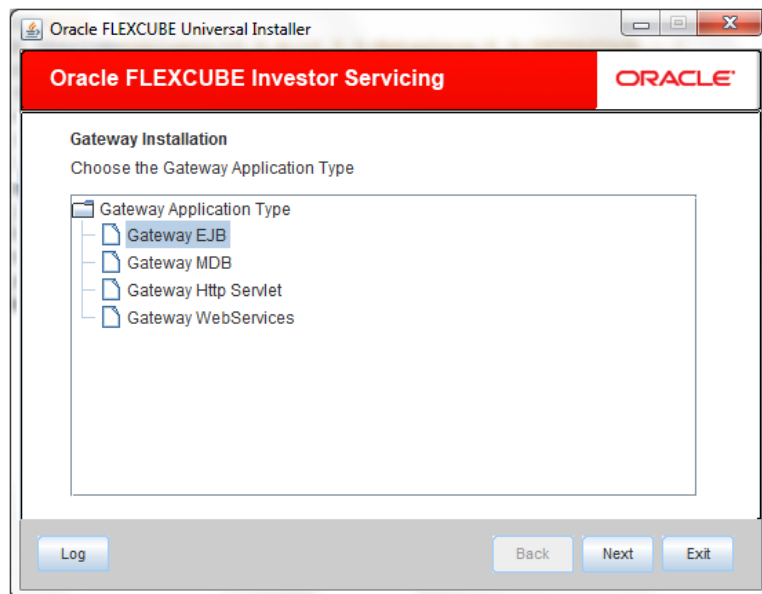 Oracle FLEXCUBE Universal Installer
Oracle FLEXCUBE Investor Servicing
ORACLE
Gateway Installation
Choose the Gateway Application Type
Gateway Application Type
Gateway EJB
Gateway MDB
Gateway Http Servlet
Gateway WebServices
Log Back Next Exit